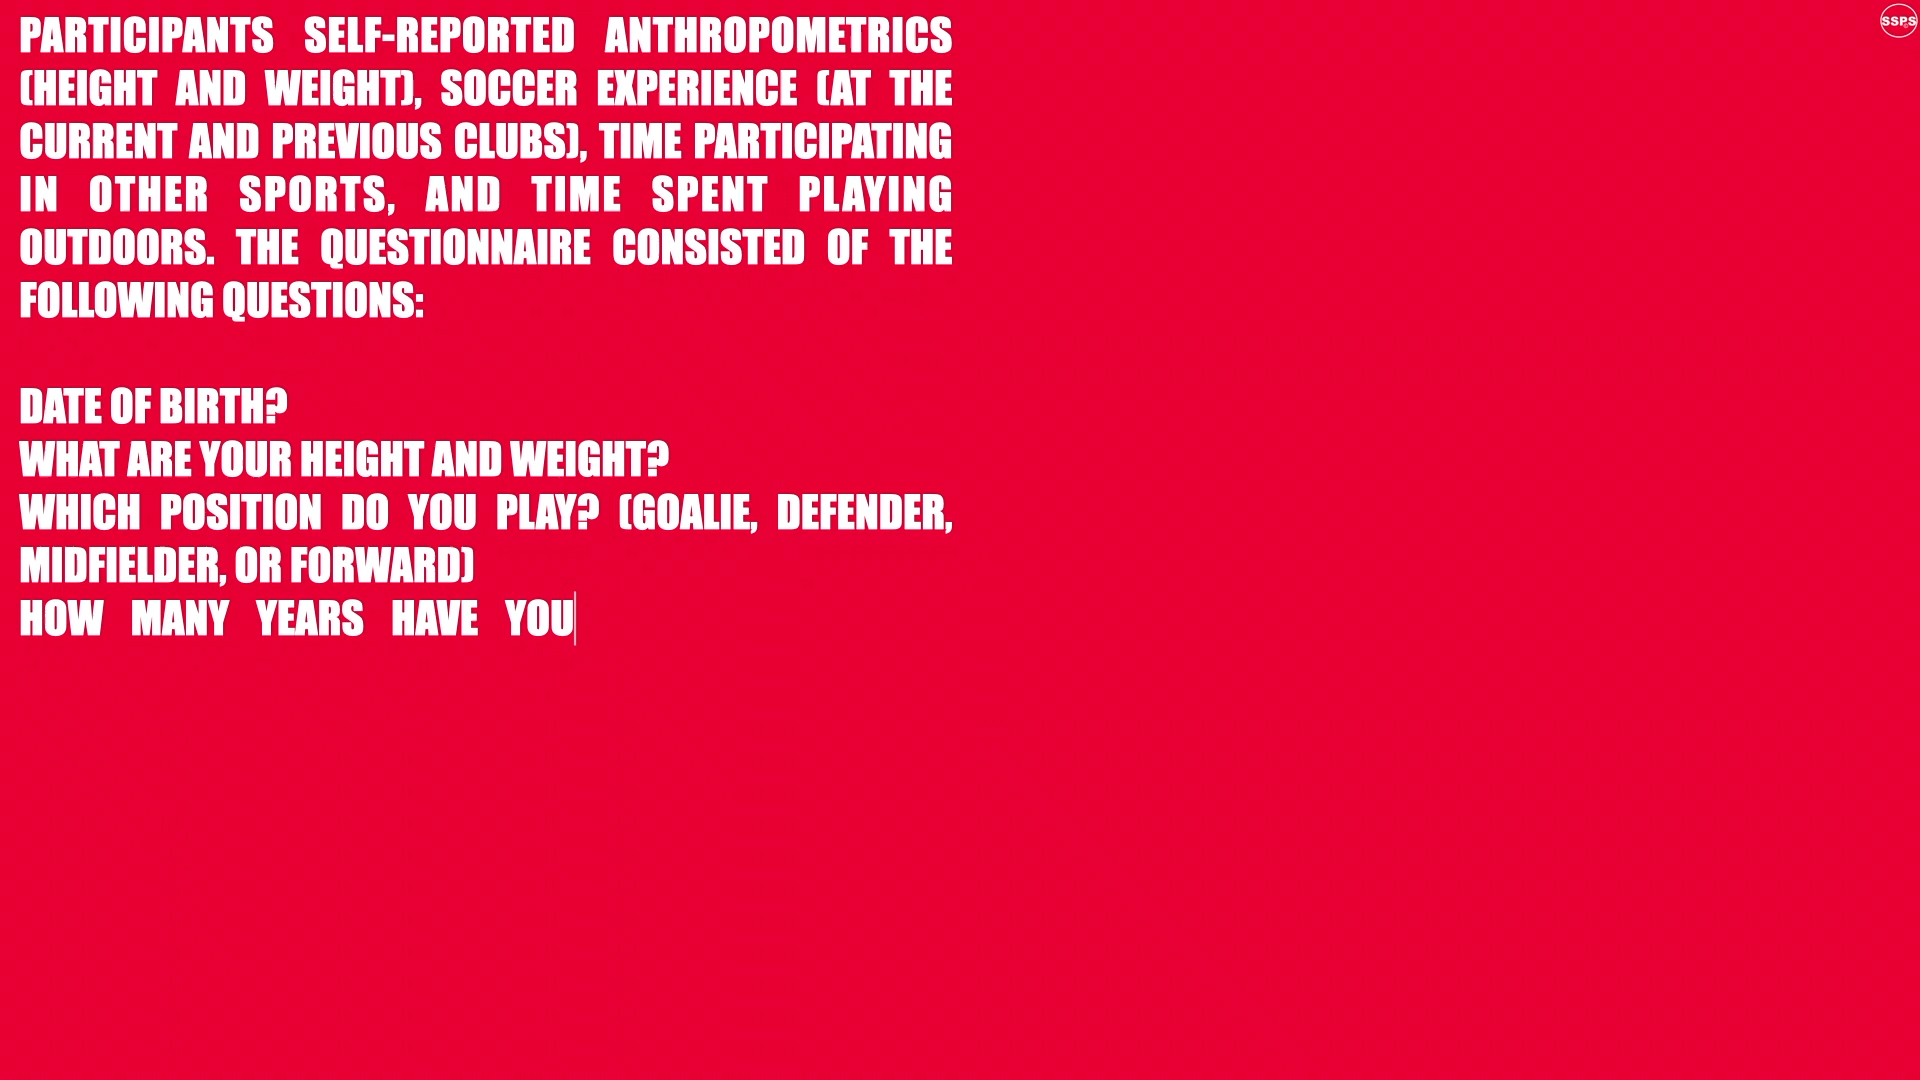 SSPS
PARTICIPANTS SELF-REPORTED ANTHROPOMETRICS
(HEIGHT AND WEIGHT), SOCCER EXPERIENCE (AT THE
CURRENT AND PREVIOUS CLUBS), TIME PARTICIPATING
IN OTHER SPORTS, AND TIME SPENT PLAYING
OUTDOORS. THE QUESTIONNAIRE CONSISTED OF THE
FOLLOWING QUESTIONS:
DATE OF BIRTH?
WHAT ARE YOUR HEIGHT AND WEIGHT?
WHICH POSITION DO YOU PLAY? (GOALIE, DEFENDER,
MIDFIELDER, OR FORWARD)
HOW MANY YEARS HAVE YOU